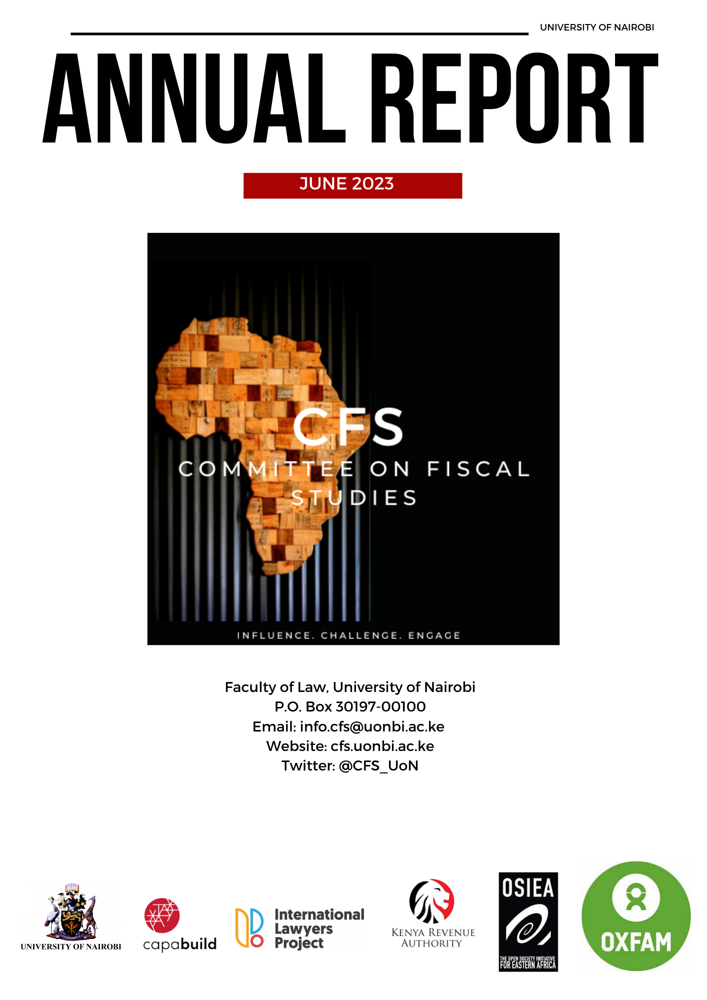 UNIVERSITY OF NAIROBI
ANNUAL REPORT
JUNE 2023
CFS
COMMITTEE ON FISCAL
STUDIES
INFLUENCE. CHALLENGE. ENGAGE
Faculty of Law, University of Nairobi
P.O. Box 30197-00100
Email: info.cfs@uonbi.ac.ke
Website: cfs.uonbi.ac.ke
Twitter: @CFS_UoN
UNIVERSITY OF NAIROBI
capabuild
International
Lawyers
Project
KENYA REVENUE
AUTHORITY
OSIEA
THE OPEN SOCIETY INITIATIVE
FOR EASTERN AFRICA
OXFAM